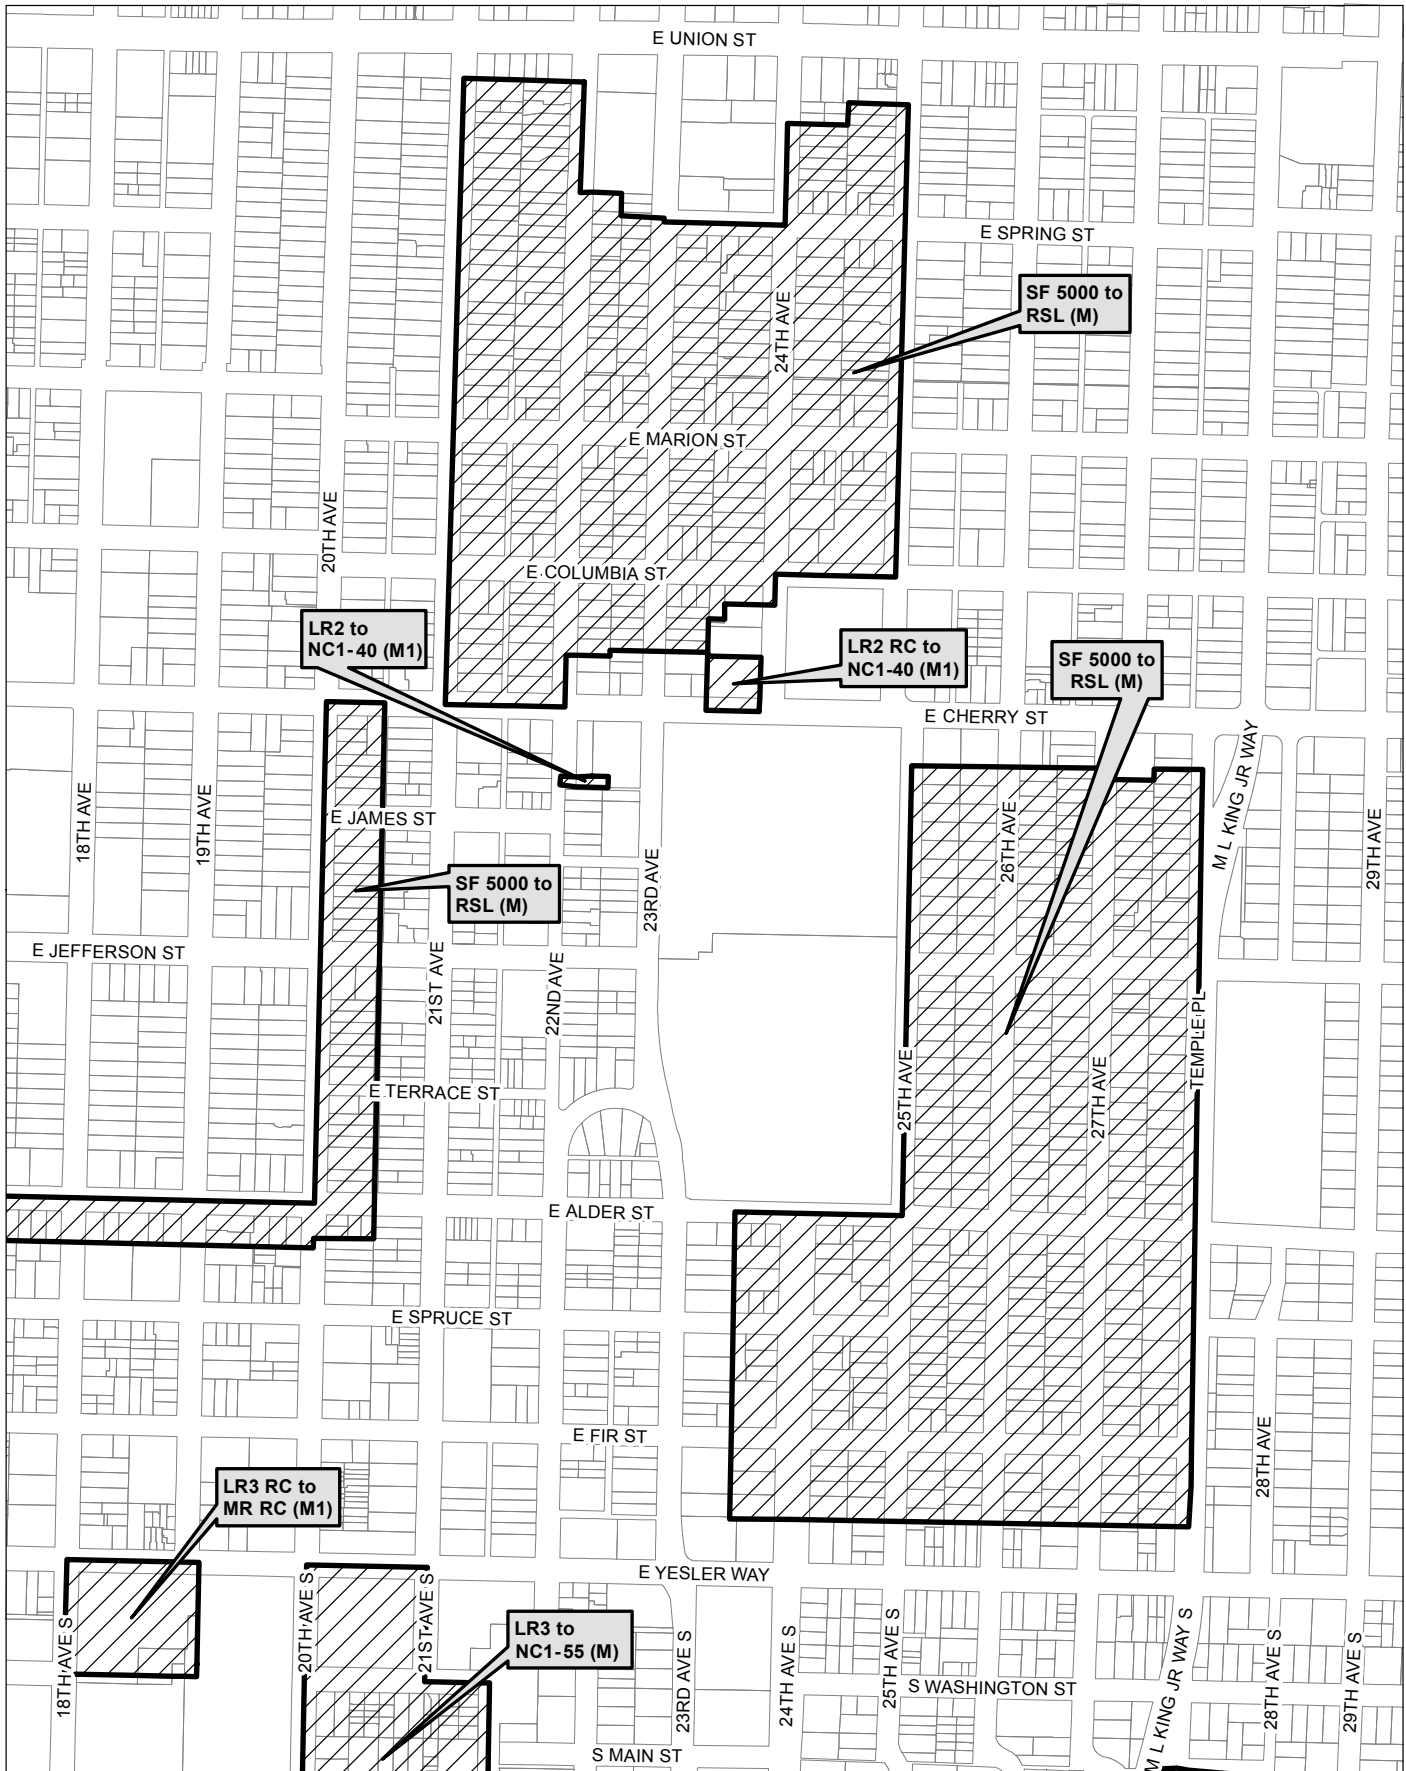 E UNION ST
E SPRING ST
SF 5000 to
RSL (M)
24TH AVE
E MARION ST
20TH AVE
E COLUMBIA ST
LR2 to
NC1-40 (M1)
LR2 RC to
NC1-40 (M1)
SF 5000 to
RSL (M)
E CHERRY ST
M L KING JR WAY
18TH AVE
19TH AVE
E JAMES ST
26TH AVE
29TH AVE
SF 5000 to
RSL (M)
23RD AVE
E JEFFERSON ST
21ST AVE
22ND AVE
TEMPLE PL
25TH AVE
27TH AVE
E TERRACE ST
E ALDER ST
E SPRUCE ST
E FIR ST
28TH AVE
LR3 RC to
MR RC (M1)
E YESLER WAY
18TH AVE S
20TH AVE S
21ST AVE S
LR3 to
NC1-55 (M)
23RD AVE S
24TH AVE S
25TH AVE S
S WASHINGTON ST
M L KING JR WAY S
28TH AVE S
29TH AVE S
S MAIN ST